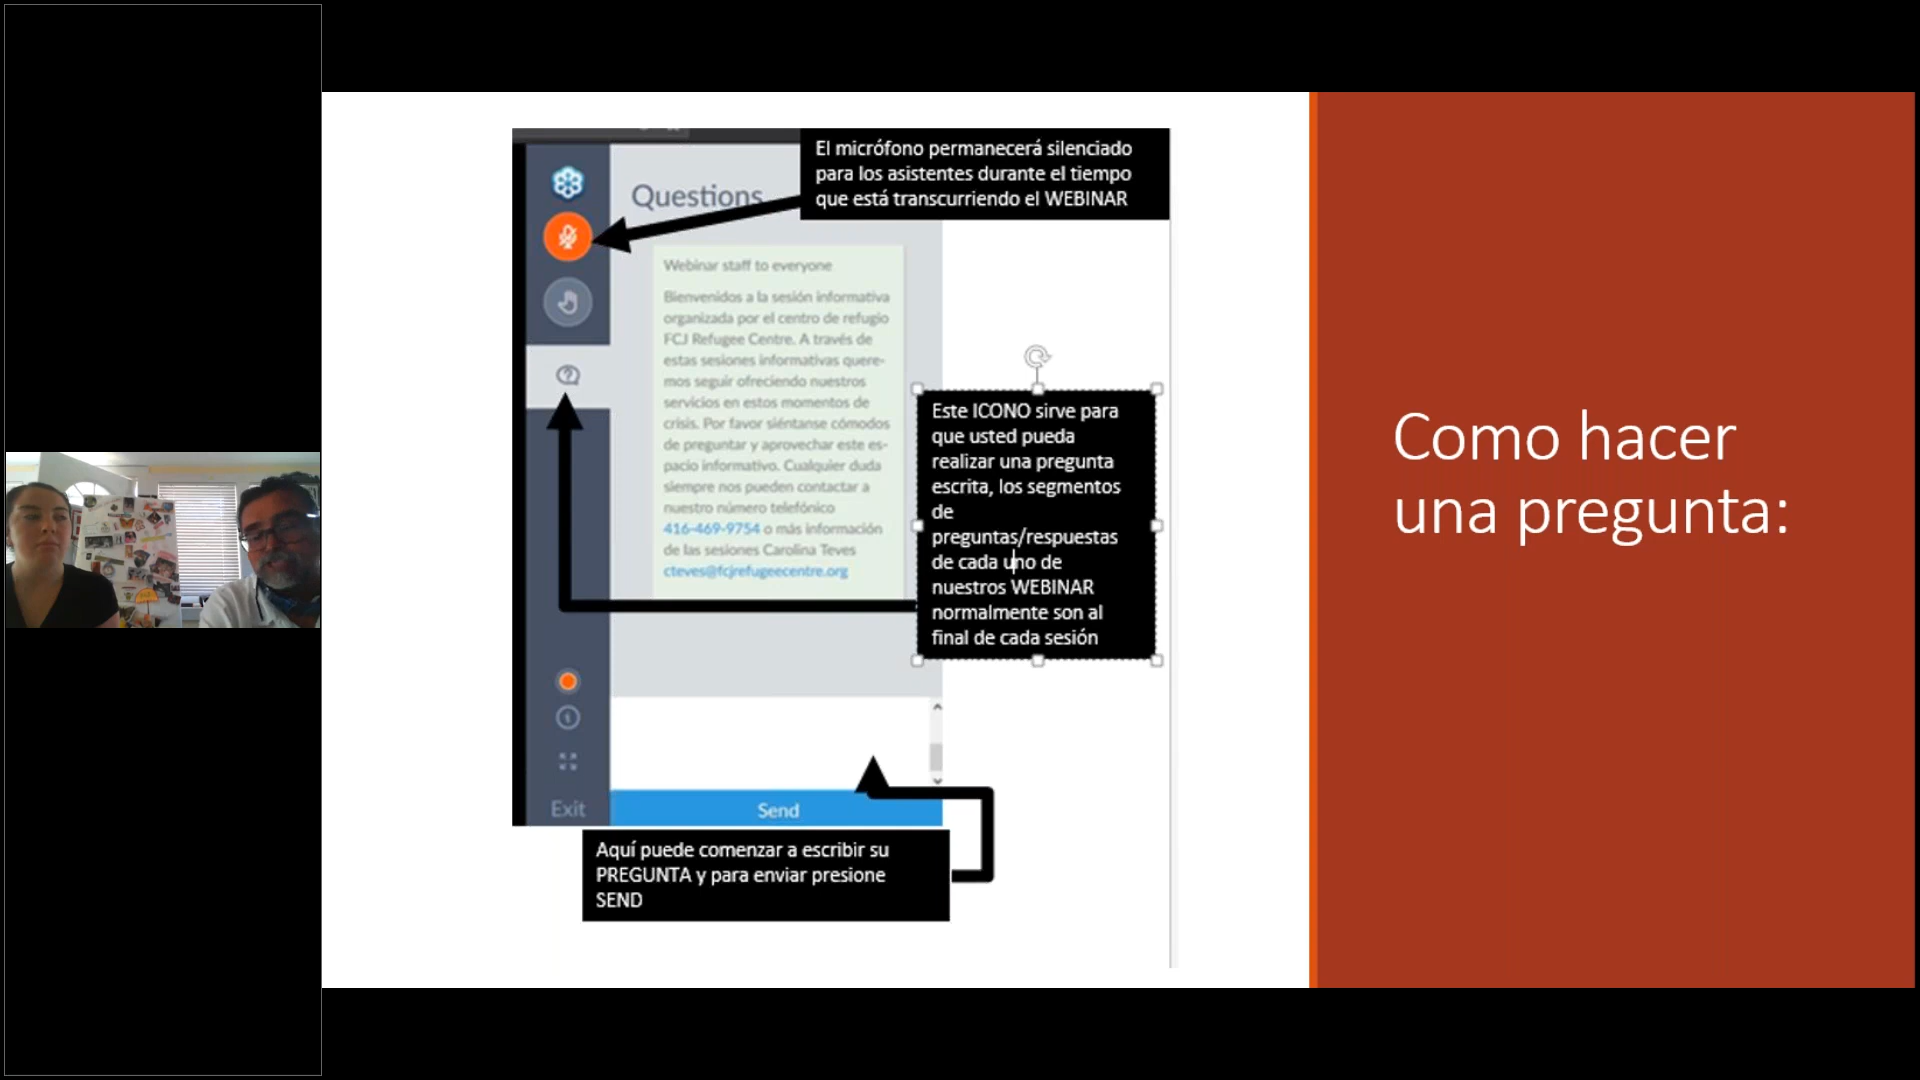 El micrófono permanecerá silenciado
para los asistentes durante el tiempo
que está transcurriendo el WEBINAR
Questions
Webinar staff to everyone
Bienvenidos a la sesión informativa
organizada por el centro de refugio
FCJ Refugee Centre. A través de
estas sesiones informativas quere-
mos seguir ofreciendo nuestros
servicios en estos momentos de
crisis. Por favor siéntanse cómodos
de preguntar y aprovechar este es-
pacio informativo. Cualquier duda
siempre nos pueden contactar a
nuestro número telefónico
416-469-9754 o más información
de las sesiones Carolina Teves
cteves@fcjrefugeecentre.org
Este ICONO sirve para
que usted pueda
realizar una pregunta
escrita, los segmentos
de
preguntas/respuestas
de cada uno de
nuestros WEBINAR
normalmente son al
final de cada sesión
Exit
Send
Aquí puede comenzar a escribir su
PREGUNTA y para enviar presione
SEND
Como hacer
una pregunta: